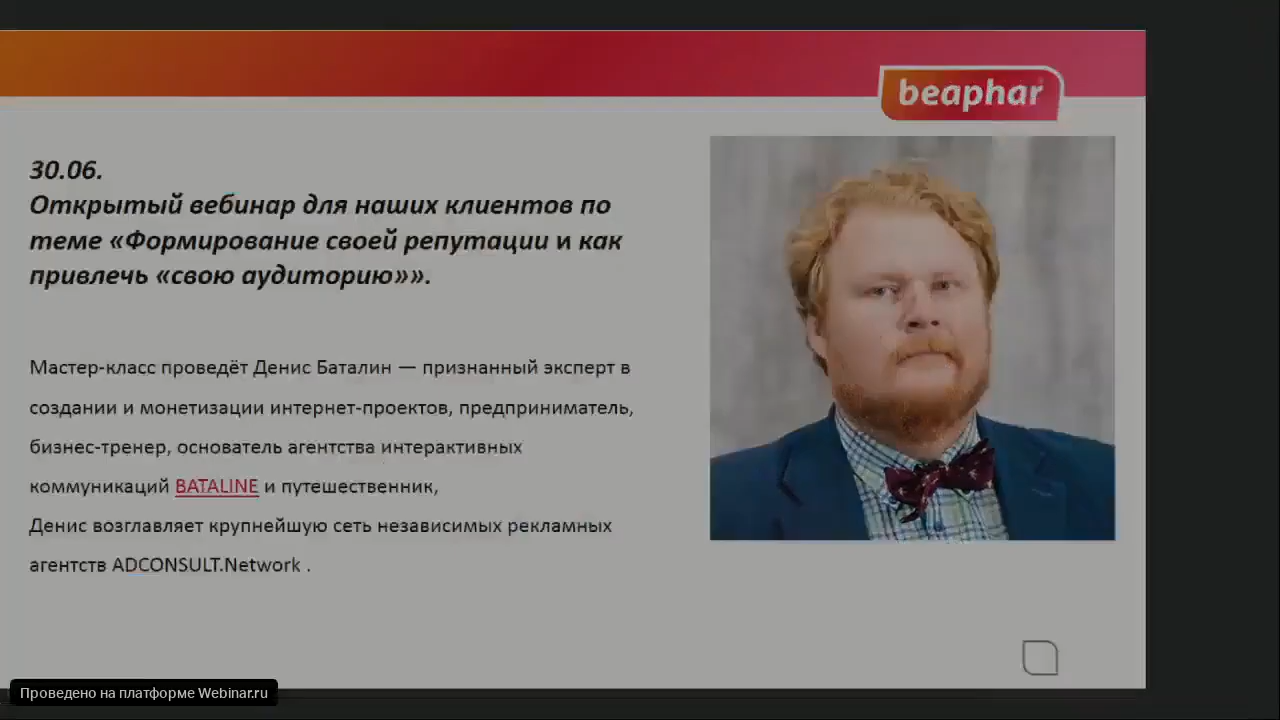 beaphar
30.06.
Открытый вебинар для наших клиентов по
теме «Формирование своей репутации и как
привлечь «свою аудиторию»».
Мастер-класс проведёт Денис Баталин — признанный эксперт в
создании и монетизации интернет-проектов, предприниматель,
бизнес-тренер, основатель агентства интерактивных
коммуникаций BATALINE и путешественник,
Денис возглавляет крупнейшую сеть независимых рекламных
агентств ADCONSULT.Network .
Проведено на платформе Webinar.ru